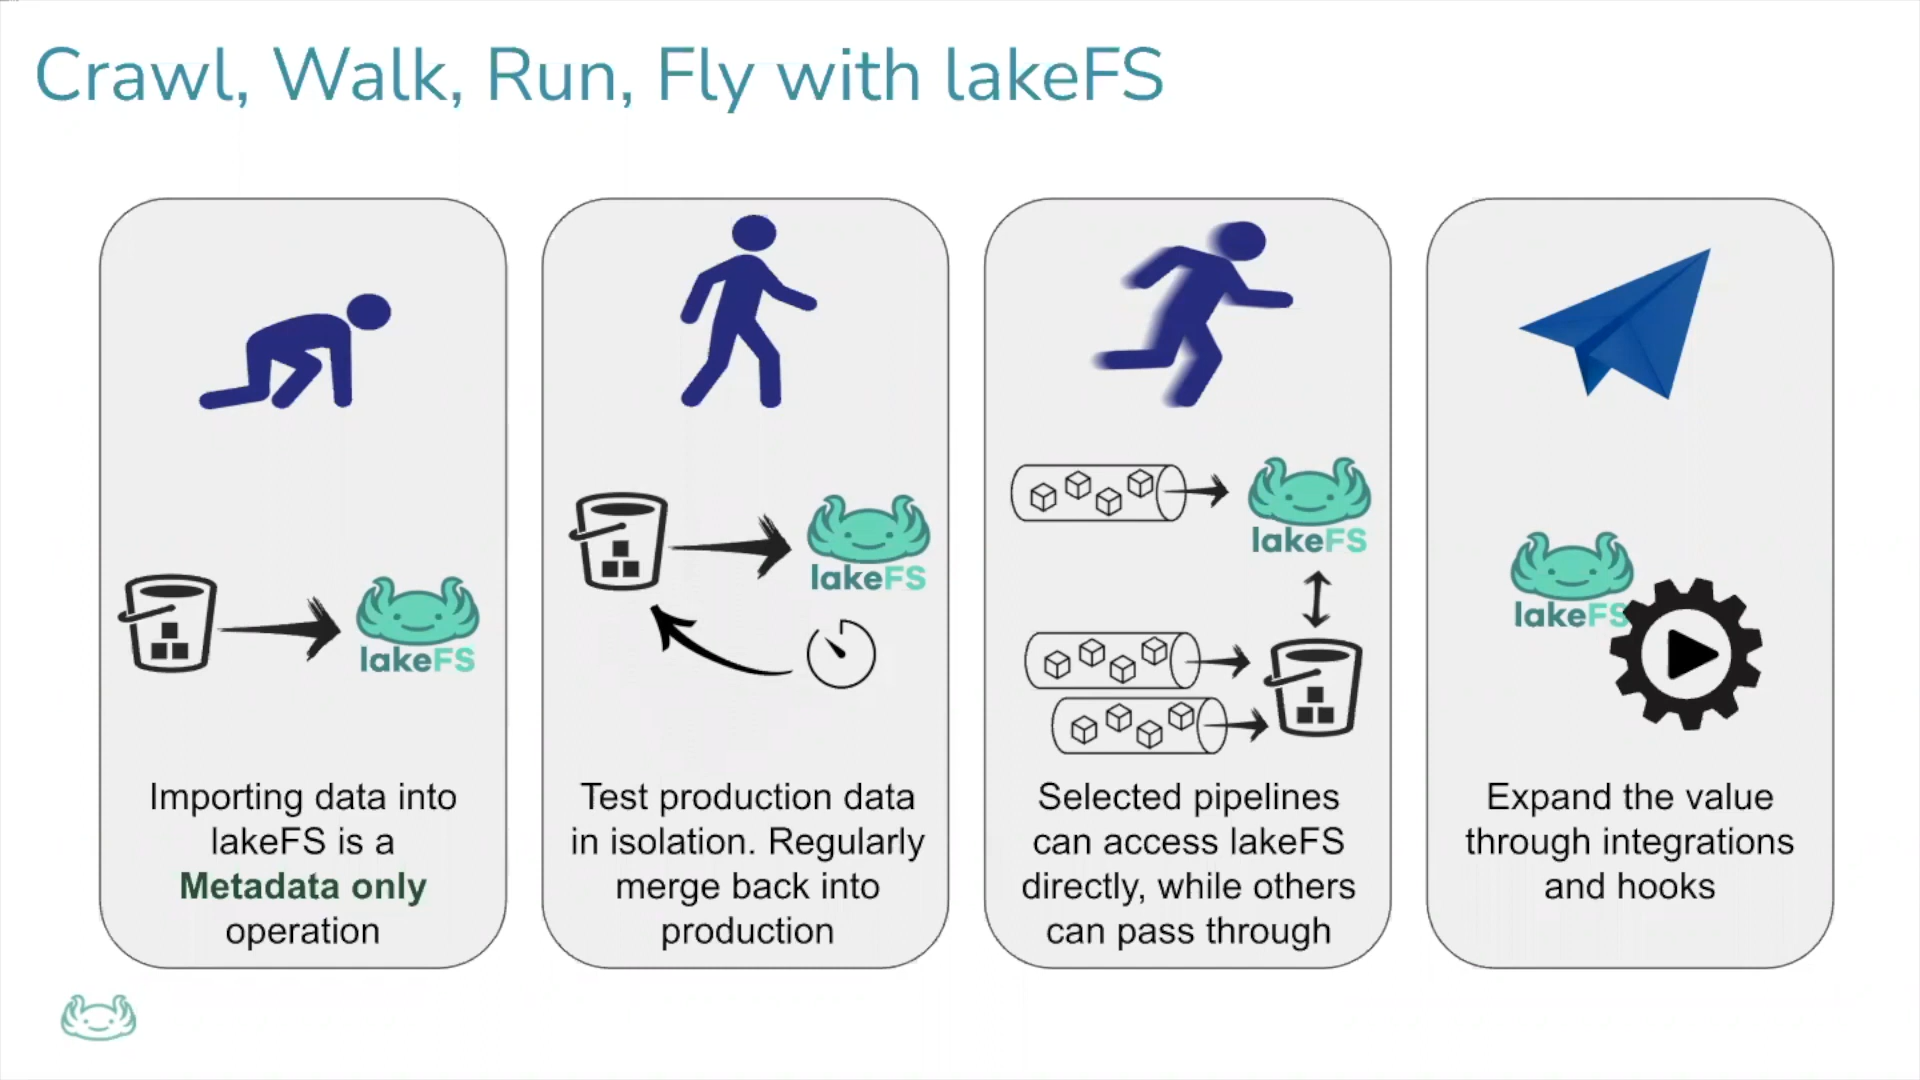 Crawl, Walk, Run, Fly with lakeFS
lakeFS
Importing data into
lakeFS is a
Metadata only
operation
lakeFS
Test production data
in isolation. Regularly
merge back into
production
lakeFS
Selected pipelines
can access lakeFS
directly, while others
can pass through
lakeFS
Expand the value
through integrations
and hooks